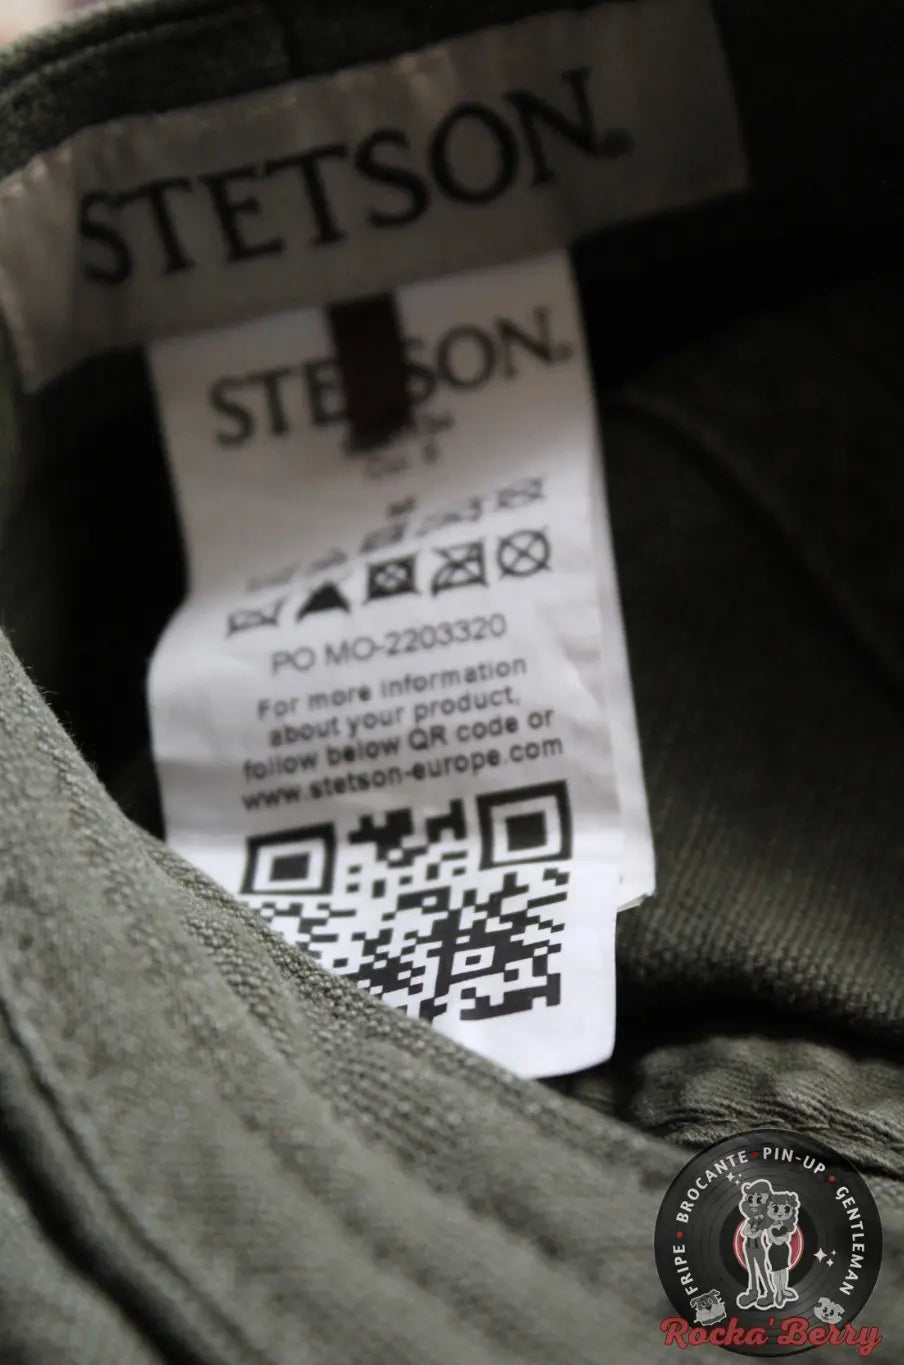 STETSON®
STETSON®
PO MO-2203320
For more information
about your product,
follow below QR code or
www.stetson-europe.com
FRIPE • BROCANTE • PIN-UP • GENTLEMAN
Rocka'Berry